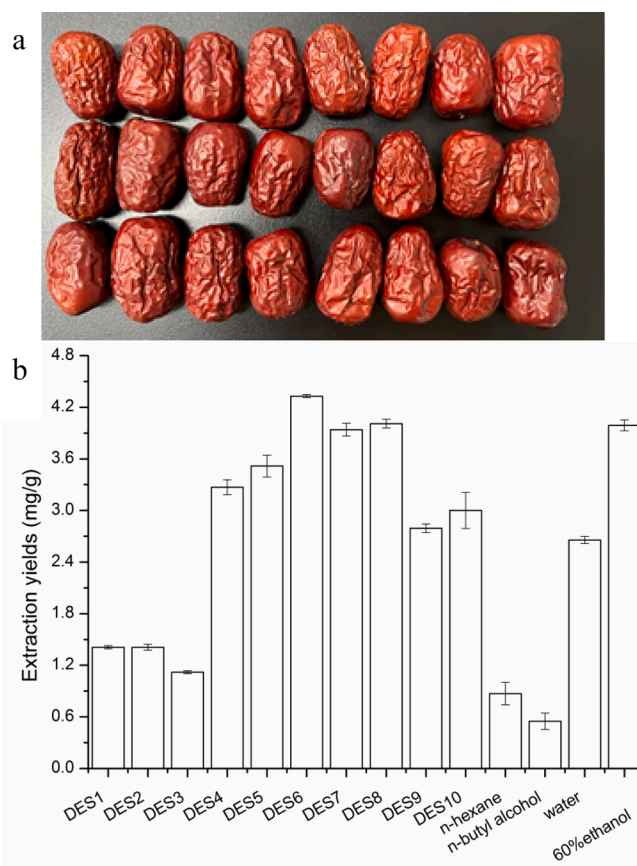 a
b
4.8
4.2
3.6
3.0
2.4
1.8
1.2
0.6
0.0
Extraction yields (mg/g)
DES1
DES2
DES3
DES4
DES5
DES6
DES7
DES8
DES9
DES10
n-hexane
n-butyl alcohol
water
60%ethanol